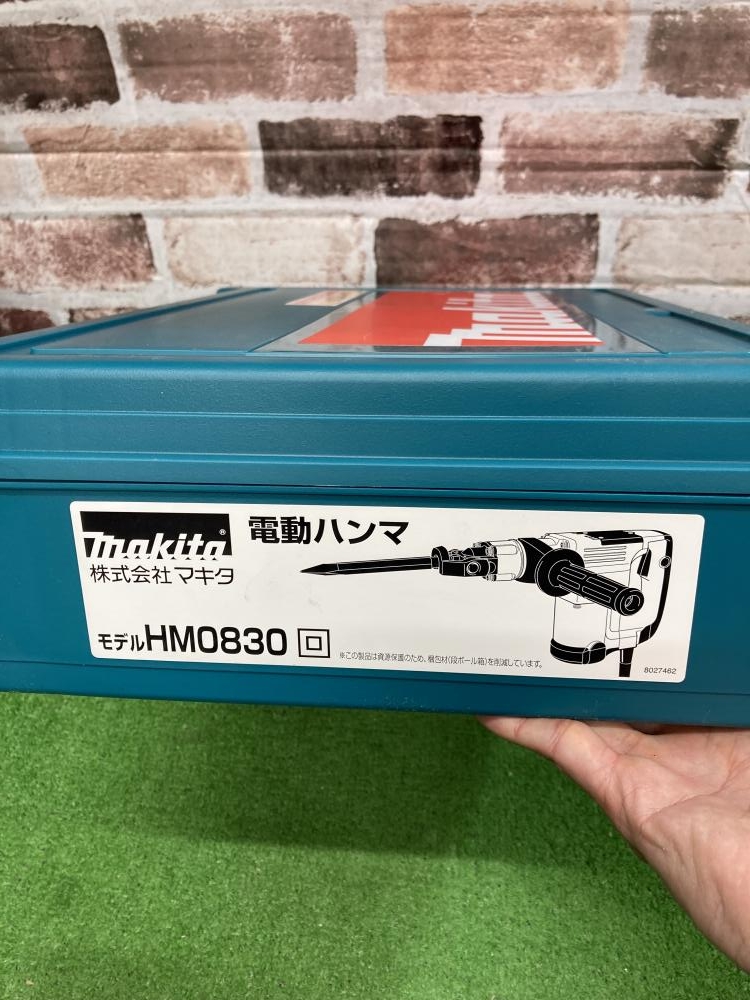 makita
makita®
電動ハンマ
株式会社マキタ
モデルHM0830 回
※この製品は資源保護のため、梱包材(段ボール箱)を削減しています。
8027462